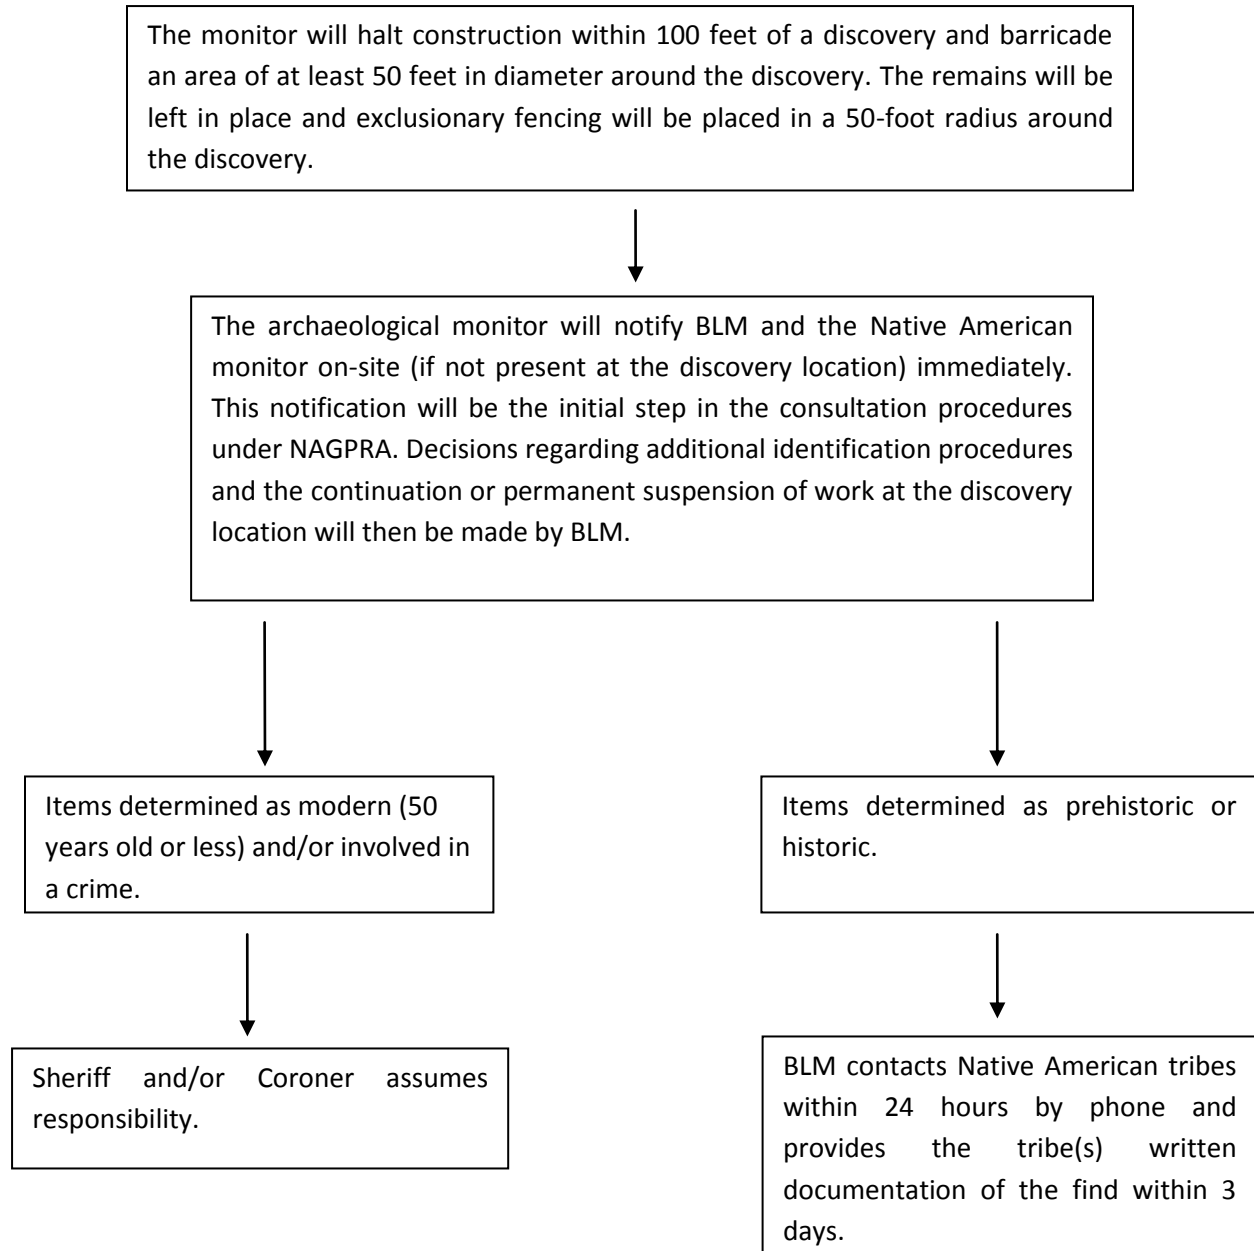 The monitor will halt construction within 100 feet of a discovery and barricade
an area of at least 50 feet in diameter around the discovery. The remains will be
left in place and exclusionary fencing will be placed in a 50-foot radius around
the discovery.
The archaeological monitor will notify BLM and the Native American
monitor on-site (if not present at the discovery location) immediately.
This notification will be the initial step in the consultation procedures
under NAGPRA. Decisions regarding additional identification procedures
and the continuation or permanent suspension of work at the discovery
location will then be made by BLM.
Items determined as modern (50
years old or less) and/or involved in
a crime.
Items determined as prehistoric or
historic.
Sheriff and/or Coroner assumes
responsibility.
BLM contacts Native American tribes
within 24 hours by phone and
provides the tribe(s) written
documentation of the find within 3
days.